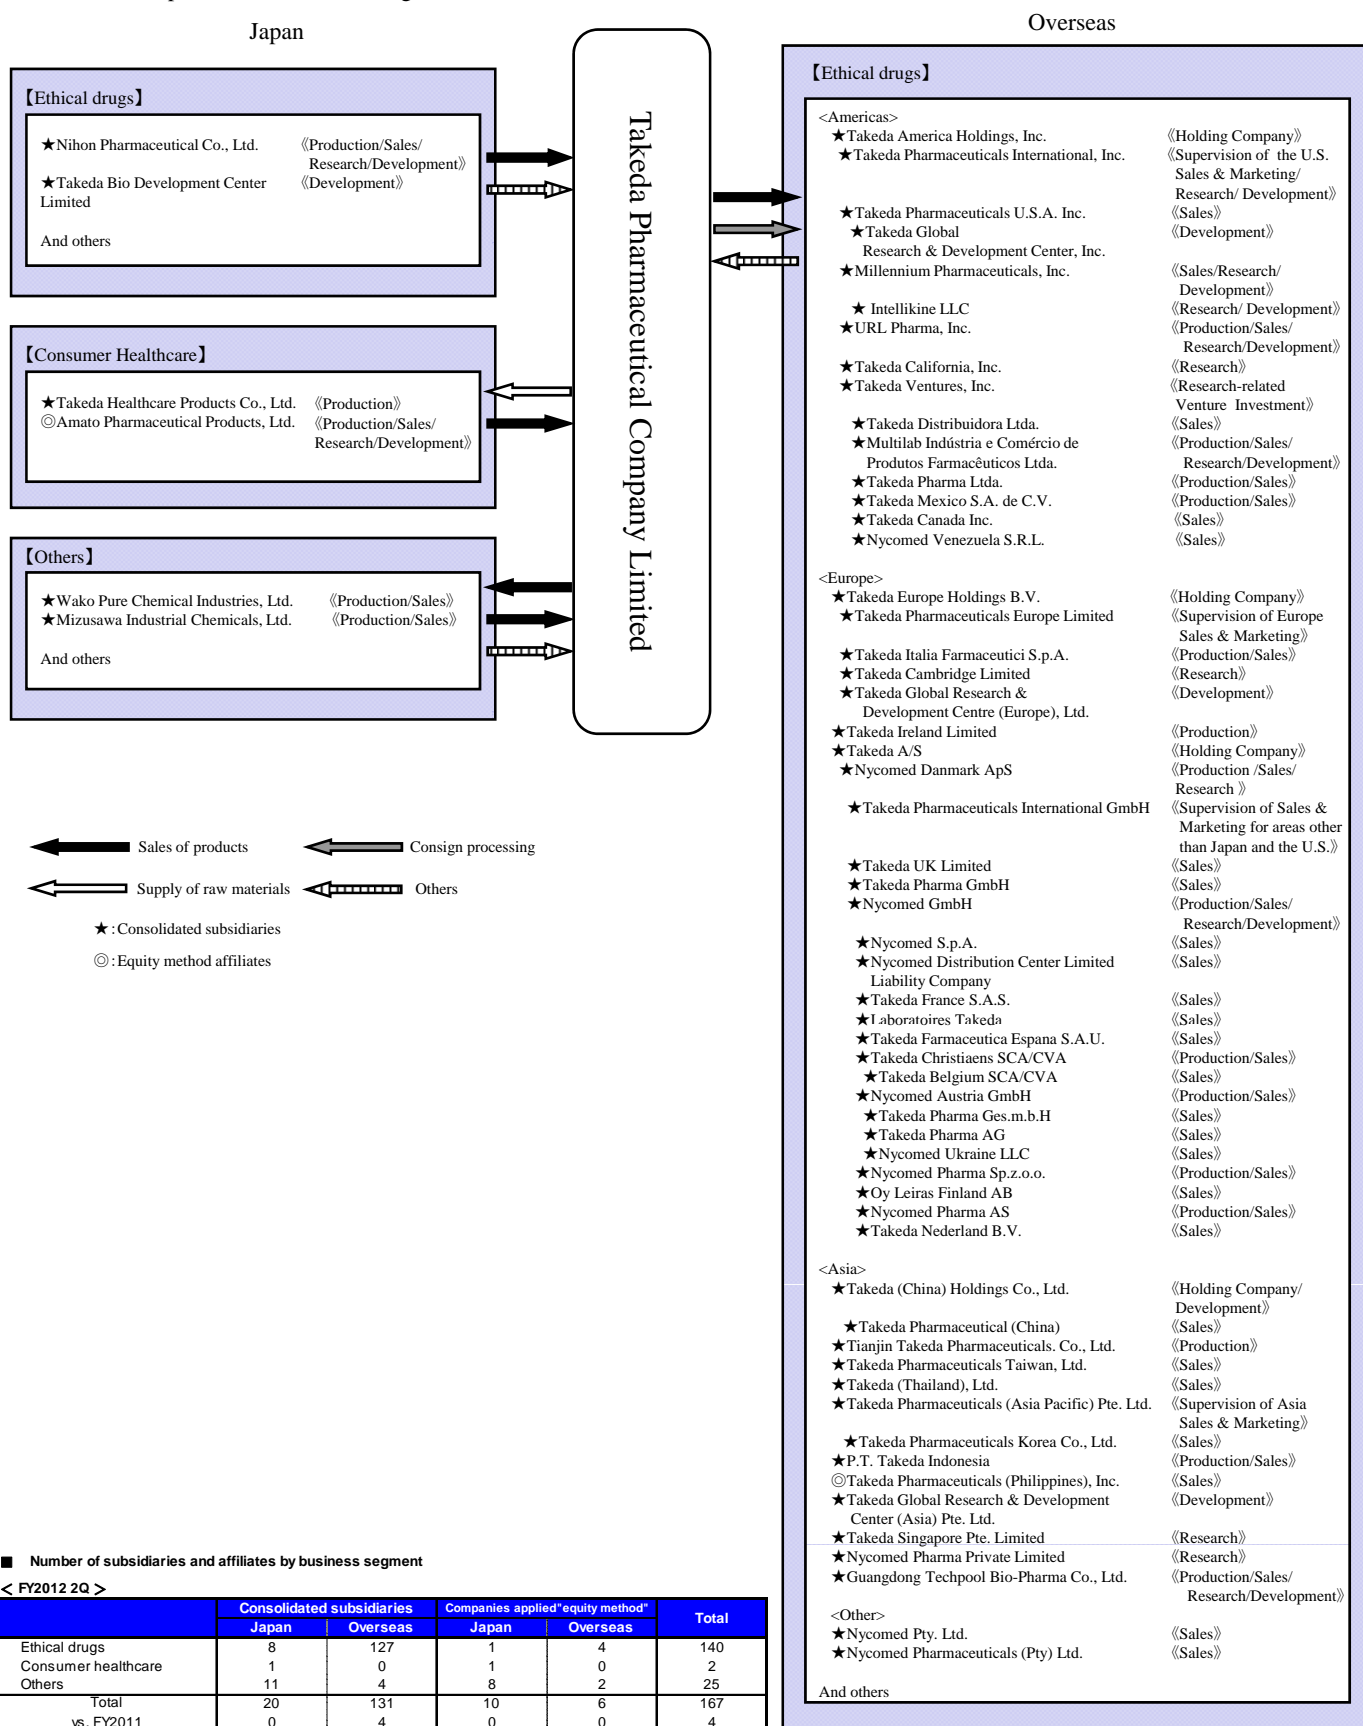 Japan
Overseas
【Ethical drugs】
★Nihon Pharmaceutical Co., Ltd. 《Production/Sales/
Research/Development》
★Takeda Bio Development Center 《Development》
Limited
And others
【Consumer Healthcare】
★Takeda Healthcare Products Co., Ltd. 《Production》
◎Amato Pharmaceutical Products, Ltd. 《Production/Sales/
Research/Development》
【Others】
★Wako Pure Chemical Industries, Ltd. 《Production/Sales》
★Mizusawa Industrial Chemicals, Ltd. 《Production/Sales》
And others
Takeda Pharmaceutical Company Limited
Sales of products
Consign processing
Supply of raw materials
Others
★:Consolidated subsidiaries
◎:Equity method affiliates
【Ethical drugs】
<Americas>
★Takeda America Holdings, Inc. 《Holding Company》
★Takeda Pharmaceuticals International, Inc. 《Supervision of the U.S.
Sales & Marketing/
Research/ Development》
★Takeda Pharmaceuticals U.S.A. Inc. 《Sales》
★Takeda Global 《Development》
Research & Development Center, Inc.
★Millennium Pharmaceuticals, Inc. 《Sales/Research/
Development》
★ Intellikine LLC 《Research/ Development》
★URL Pharma, Inc. 《Production/Sales/
Research/Development》
★Takeda California, Inc. 《Research》
★Takeda Ventures, Inc. 《Research-related
Venture Investment》
★Takeda Distribuidora Ltda. 《Sales》
★Multilab Indústria e Comércio de 《Production/Sales/
Produtos Farmacêuticos Ltda. Research/Development》
★Takeda Pharma Ltda. 《Production/Sales》
★Takeda Mexico S.A. de C.V. 《Production/Sales》
★Takeda Canada Inc. 《Sales》
★Nycomed Venezuela S.R.L. 《Sales》
<Europe>
★Takeda Europe Holdings B.V. 《Holding Company》
★Takeda Pharmaceuticals Europe Limited 《Supervision of Europe
Sales & Marketing》
★Takeda Italia Farmaceutici S.p.A. 《Production/Sales》
★Takeda Cambridge Limited 《Research》
★Takeda Global Research & 《Development》
Development Centre (Europe), Ltd.
★Takeda Ireland Limited 《Production》
★Takeda A/S 《Holding Company》
★Nycomed Danmark ApS 《Production /Sales/
Research 》
★Takeda Pharmaceuticals International GmbH 《Supervision of Sales &
Marketing for areas other
than Japan and the U.S.》
★Takeda UK Limited 《Sales》
★Takeda Pharma GmbH 《Sales》
★Nycomed GmbH 《Production/Sales/
Research/Development》
★Nycomed S.p.A. 《Sales》
★Nycomed Distribution Center Limited 《Sales》
Liability Company
★Takeda France S.A.S. 《Sales》
★Laboratoires Takeda 《Sales》
★Takeda Farmaceutica Espana S.A.U. 《Sales》
★Takeda Christiaens SCA/CVA 《Production/Sales》
★Takeda Belgium SCA/CVA 《Sales》
★Nycomed Austria GmbH 《Production/Sales》
★Takeda Pharma Ges.m.b.H 《Sales》
★Takeda Pharma AG 《Sales》
★Nycomed Ukraine LLC 《Sales》
★Nycomed Pharma Sp.z.o.o. 《Production/Sales》
★Oy Leiras Finland AB 《Sales》
★Nycomed Pharma AS 《Production/Sales》
★Takeda Nederland B.V. 《Sales》
<Asia>
★Takeda (China) Holdings Co., Ltd. 《Holding Company/
Development》
★Takeda Pharmaceutical (China) 《Sales》
★Tianjin Takeda Pharmaceuticals. Co., Ltd. 《Production》
★Takeda Pharmaceuticals Taiwan, Ltd. 《Sales》
★Takeda (Thailand), Ltd. 《Sales》
★Takeda Pharmaceuticals (Asia Pacific) Pte. Ltd. 《Supervision of Asia
Sales & Marketing》
★Takeda Pharmaceuticals Korea Co., Ltd. 《Sales》
★P.T. Takeda Indonesia 《Production/Sales》
◎Takeda Pharmaceuticals (Philippines), Inc. 《Sales》
★Takeda Global Research & Development 《Development》
Center (Asia) Pte. Ltd.
★Takeda Singapore Pte. Limited 《Research》
★Nycomed Pharma Private Limited 《Research》
★Guangdong Techpool Bio-Pharma Co., Ltd. 《Production/Sales/
Research/Development》
<Other>
★Nycomed Pty. Ltd. 《Sales》
★Nycomed Pharmaceuticals (Pty) Ltd. 《Sales》
And others
■ Number of subsidiaries and affiliates by business segment
< FY2012 2Q >
Consolidated subsidiaries Companies applied"equity method" Total
Japan Overseas Japan Overseas
Ethical drugs 8 127 1 4 140
Consumer healthcare 1 0 1 0 2
Others 11 4 8 2 25
Total 20 131 10 6 167
vs. FY2011 0 4 0 0 4